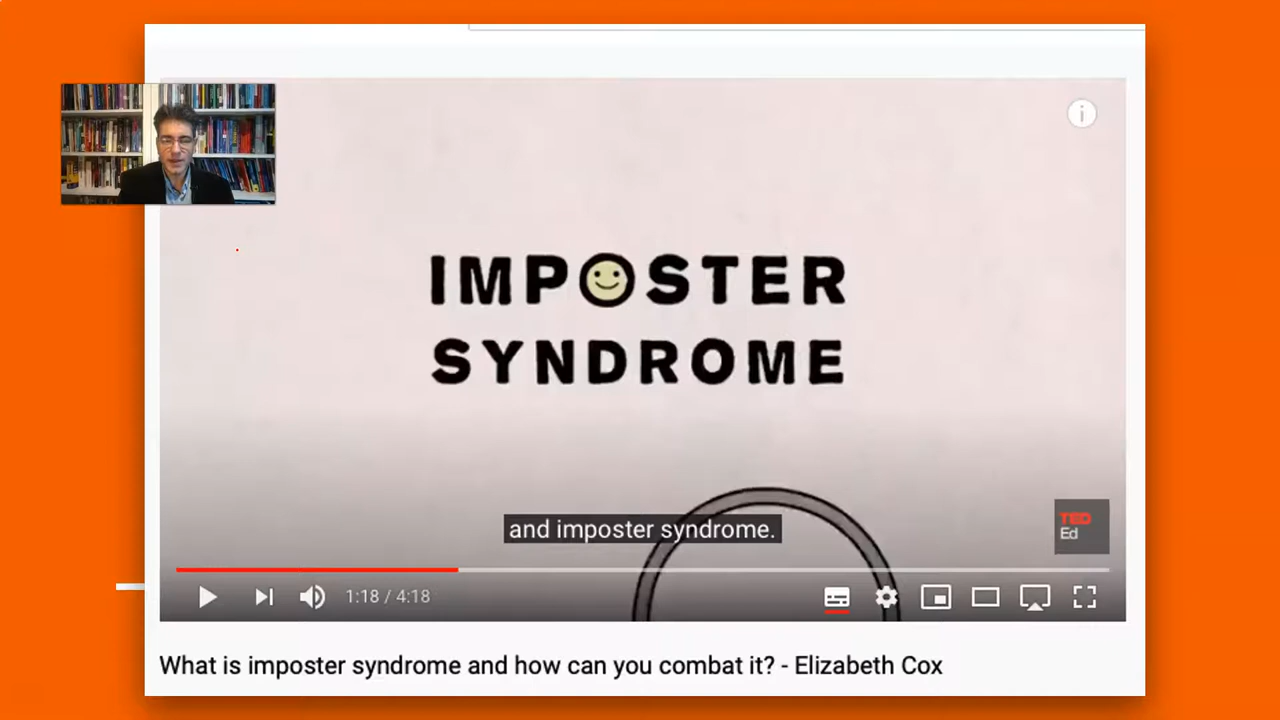 IMPOSTER
SYNDROME
and imposter syndrome.
TED
Ed
1:18 / 4:18
What is imposter syndrome and how can you combat it? - Elizabeth Cox